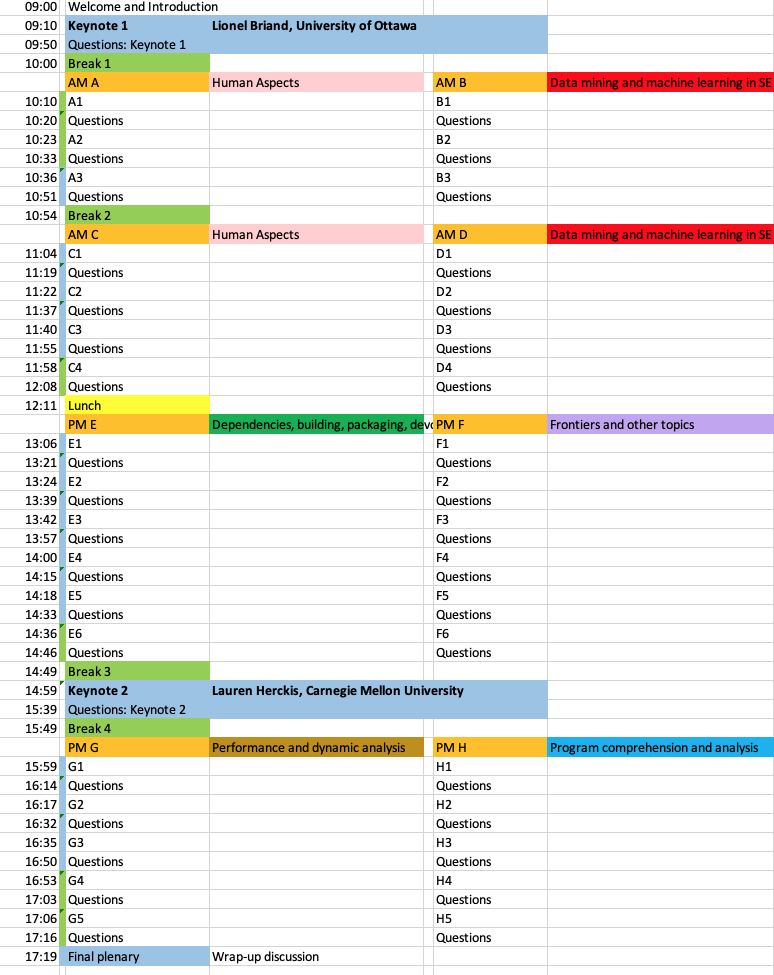 09:00 Welcome and Introduction
09:10 Keynote 1 Lionel Briand, University of Ottawa
09:50 Questions: Keynote 1
10:00 Break 1
AM A Human Aspects AM B Data mining and machine learning in SE
10:10 A1 B1
10:20 Questions Questions
10:23 A2 B2
10:33 Questions Questions
10:36 A3 B3
10:51 Questions Questions
10:54 Break 2
AM C Human Aspects AM D Data mining and machine learning in SE
11:04 C1 D1
11:19 Questions Questions
11:22 C2 D2
11:37 Questions Questions
11:40 C3 D3
11:55 Questions Questions
11:58 C4 D4
12:08 Questions Questions
12:11 Lunch
PM E Dependencies, building, packaging, PM F Frontiers and other topics
13:06 E1 F1
13:21 Questions Questions
13:24 E2 F2
13:39 Questions Questions
13:42 E3 F3
13:57 Questions Questions
14:00 E4 F4
14:15 Questions Questions
14:18 E5 F5
14:33 Questions Questions
14:36 E6 F6
14:46 Questions Questions
14:49 Break 3
14:59 Keynote 2 Lauren Herckis, Carnegie Mellon University
15:39 Questions: Keynote 2
15:49 Break 4
PM G Performance and dynamic analysis PM H Program comprehension and analysis
15:59 G1 H1
16:14 Questions Questions
16:17 G2 H2
16:32 Questions Questions
16:35 G3 H3
16:50 Questions Questions
16:53 G4 H4
17:03 Questions Questions
17:06 G5 H5
17:16 Questions Questions
17:19 Final plenary Wrap-up discussion